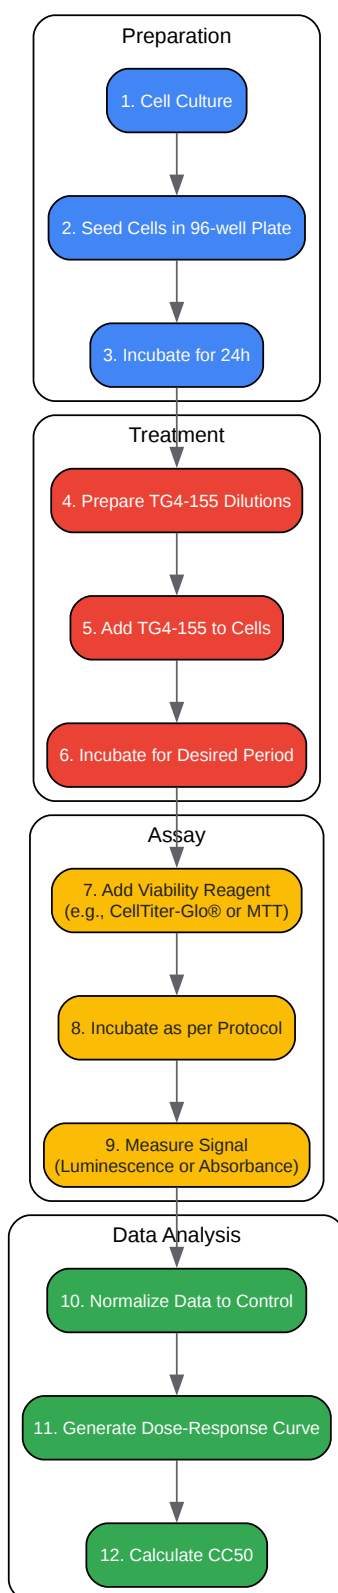 Preparation
1. Cell Culture
2. Seed Cells in 96-well Plate
3. Incubate for 24h
Treatment
4. Prepare TG4-155 Dilutions
5. Add TG4-155 to Cells
6. Incubate for Desired Period
Assay
7. Add Viability Reagent
(e.g., CellTiter-Glo® or MTT)
8. Incubate as per Protocol
9. Measure Signal
(Luminescence or Absorbance)
Data Analysis
10. Normalize Data to Control
11. Generate Dose-Response Curve
12. Calculate CC50